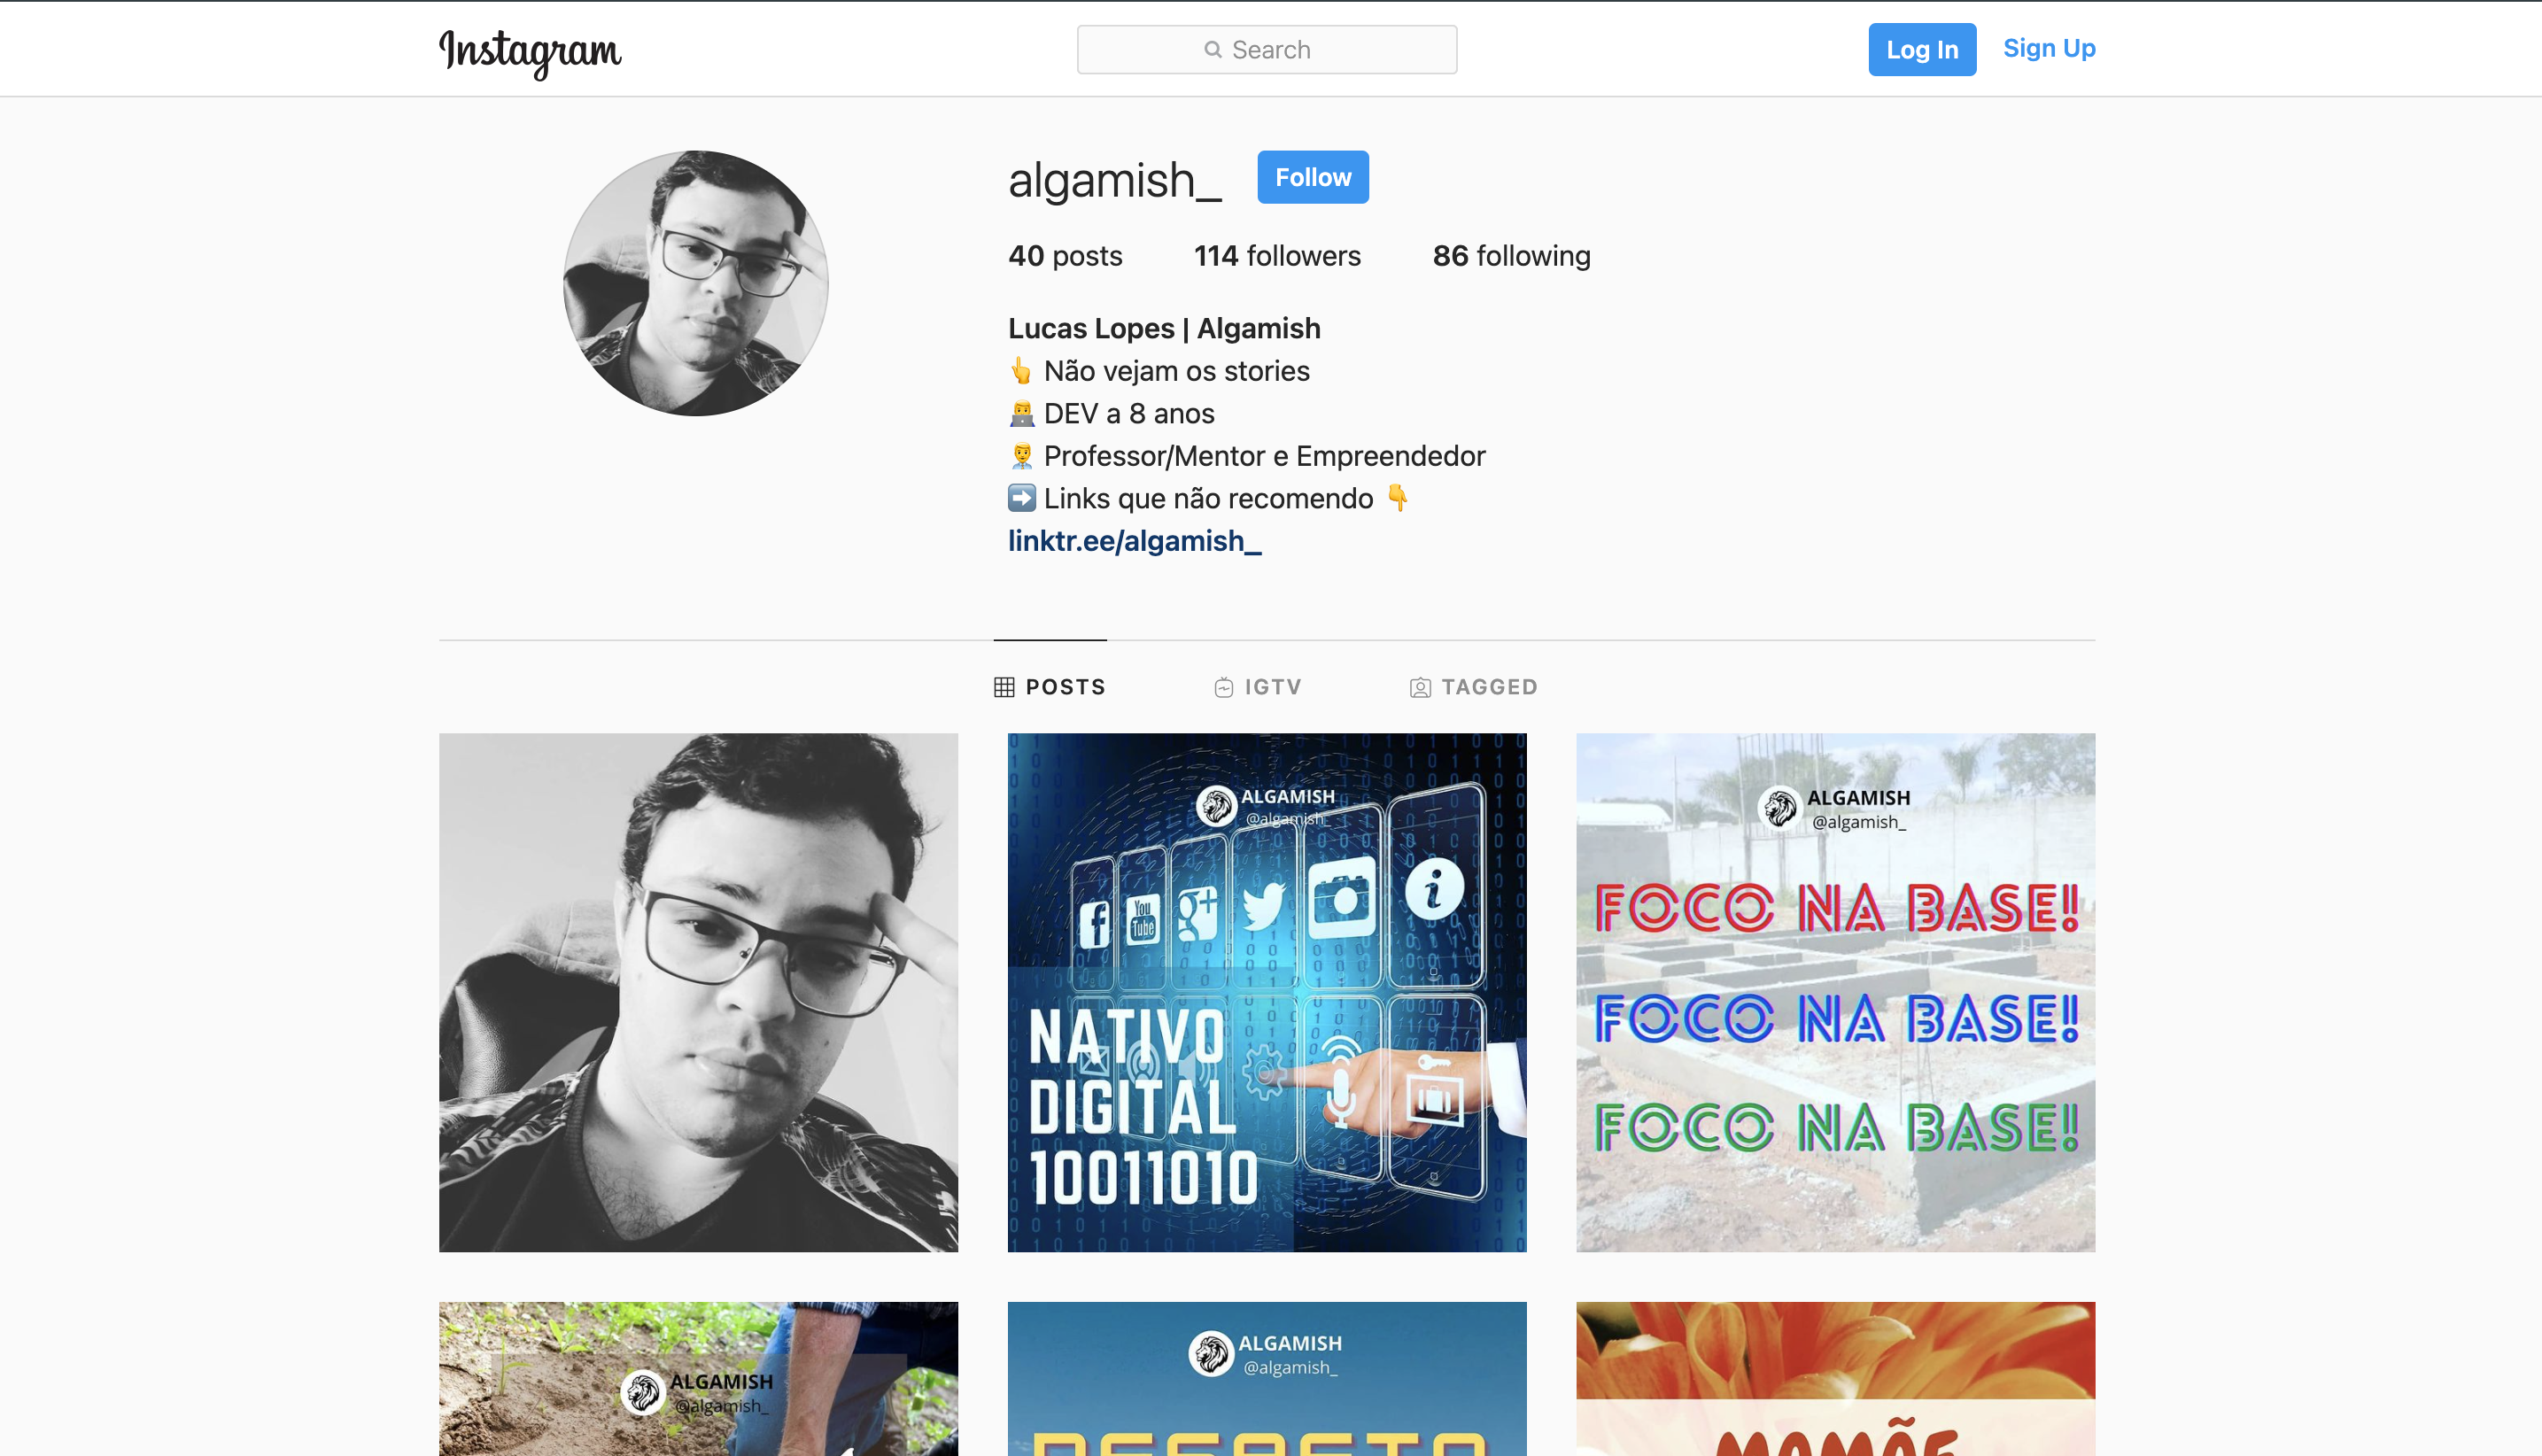 Instagram
Search
Log In
Sign Up
algamish_
Follow
40 posts
114 followers
86 following
Lucas Lopes | Algamish
👆 Não vejam os stories
👨‍💻 DEV a 8 anos
👨‍💼 Professor/Mentor e Empreendedor
➡️ Links que não recomendo 👇
linktr.ee/algamish_
POSTS
IGTV
TAGGED
ALGAMISH
@algamish_
f
You
Tube
g+
i
NATIVO
DIGITAL
10011010
ALGAMISH
@algamish_
FOCO NA BASE!
FOCO NA BASE!
FOCO NA BASE!
ALGAMISH
@algamish_
ALGAMISH
@algamish_
MAMÃE